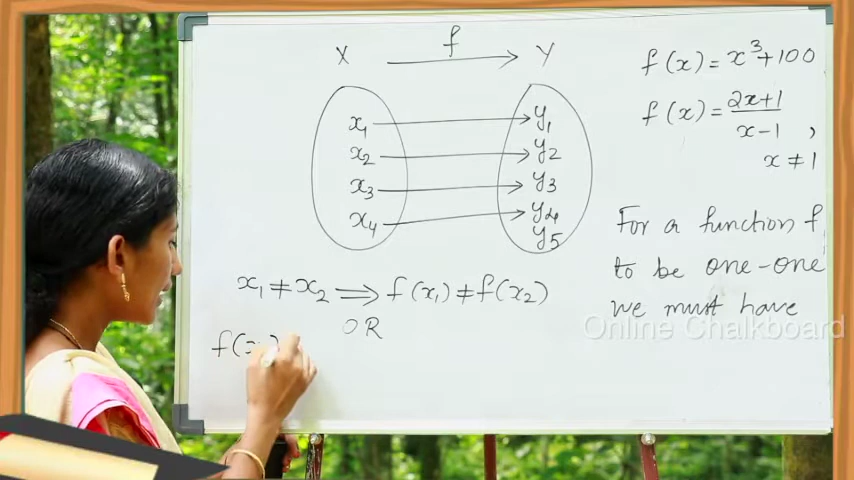 X f Y
x₁ y₁
x₂ y₂
x₃ y₃
x₄ y₄
y₅
x₁ ≠ x₂ ⟹ f(x₁) ≠ f(x₂)
OR
f(x₁)
f(x) = x³+100
f(x) = (2x+1)/(x-1) ,
x ≠ 1
For a function f
to be one-one
we must have
Online Chalkboard